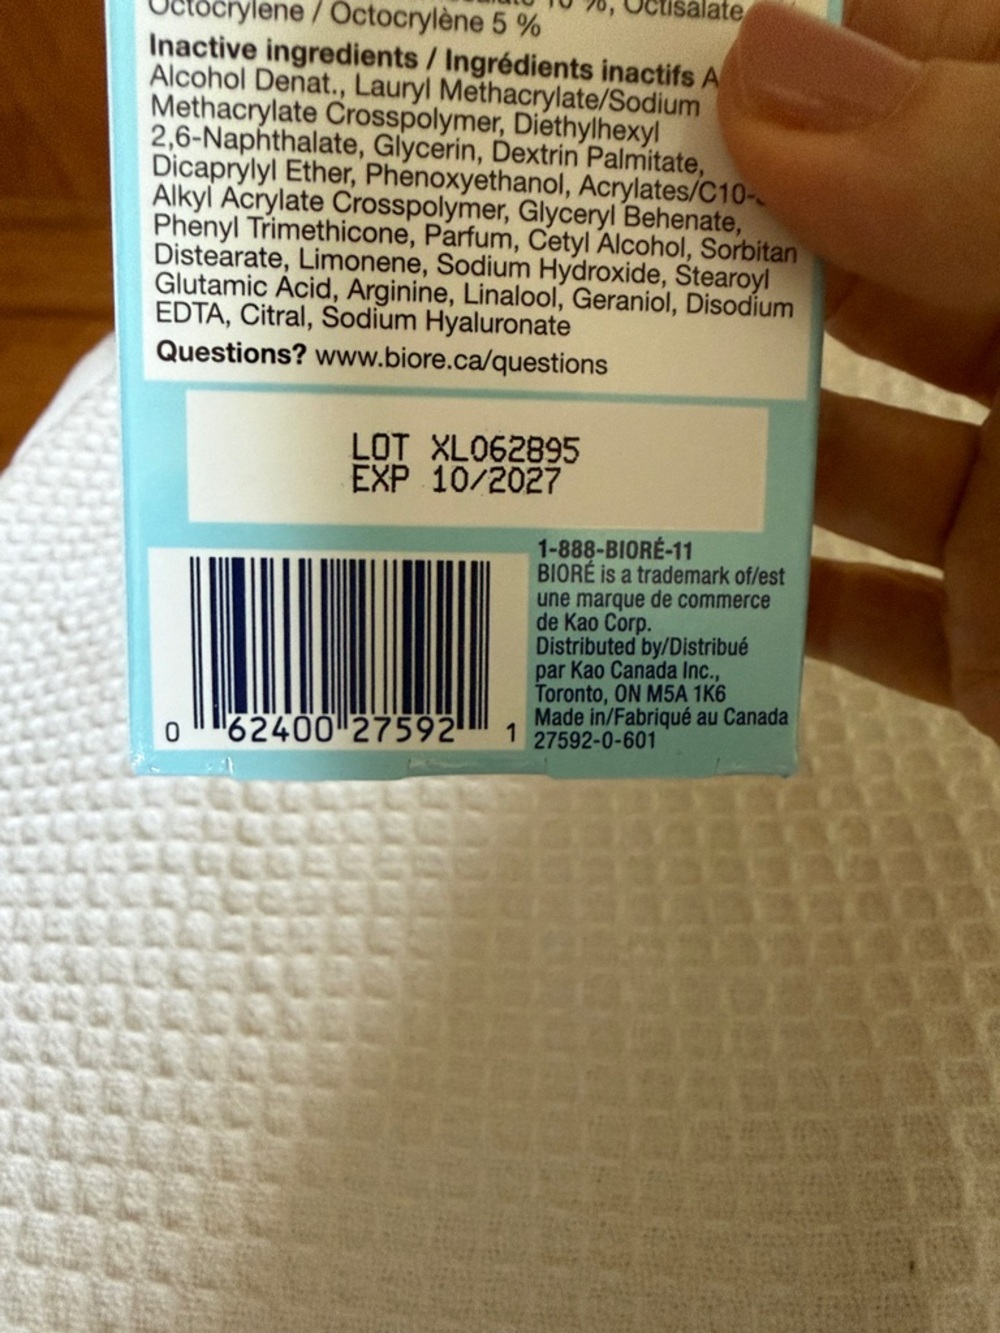 10 %, Octisalate
Octocrylene / Octocrylène 5 %
Inactive ingredients / Ingrédients inactifs A
Alcohol Denat., Lauryl Methacrylate/Sodium
Methacrylate Crosspolymer, Diethylhexyl
2,6-Naphthalate, Glycerin, Dextrin Palmitate,
Dicaprylyl Ether, Phenoxyethanol, Acrylates/C10-
Alkyl Acrylate Crosspolymer, Glyceryl Behenate,
Phenyl Trimethicone, Parfum, Cetyl Alcohol, Sorbitan
Distearate, Limonene, Sodium Hydroxide, Stearoyl
Glutamic Acid, Arginine, Linalool, Geraniol, Disodium
EDTA, Citral, Sodium Hyaluronate
Questions? www.biore.ca/questions
LOT XL062895
EXP 10/2027
0 62400 27592 1
1-888-BIORÉ-11
BIORÉ is a trademark of/est
une marque de commerce
de Kao Corp.
Distributed by/Distribué
par Kao Canada Inc.,
Toronto, ON M5A 1K6
Made in/Fabriqué au Canada
27592-0-601